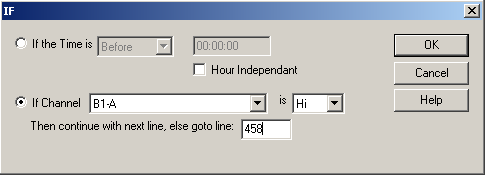 IF
If the Time is Before 00:00:00 OK
Hour Independant Cancel
If Channel B1-A is Hi Help
Then continue with next line, else goto line: 458